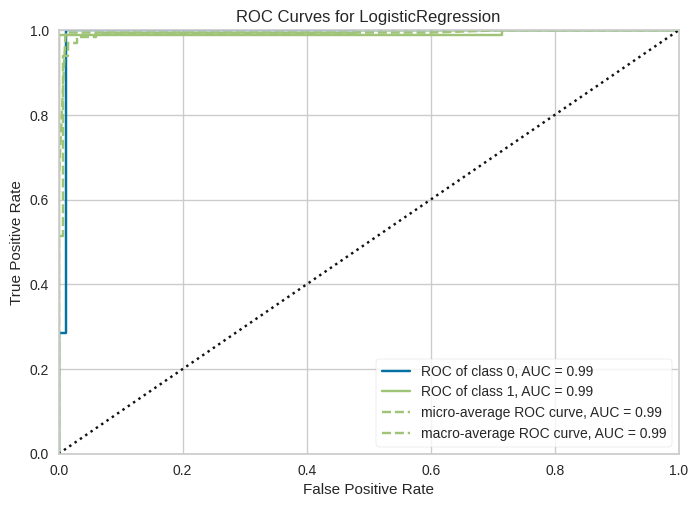 ROC Curves for LogisticRegression
1.0
0.8
0.6
0.4
0.2
0.0
True Positive Rate
ROC of class 0, AUC = 0.99
ROC of class 1, AUC = 0.99
micro-average ROC curve, AUC = 0.99
macro-average ROC curve, AUC = 0.99
0.0 0.2 0.4 0.6 0.8 1.0
False Positive Rate